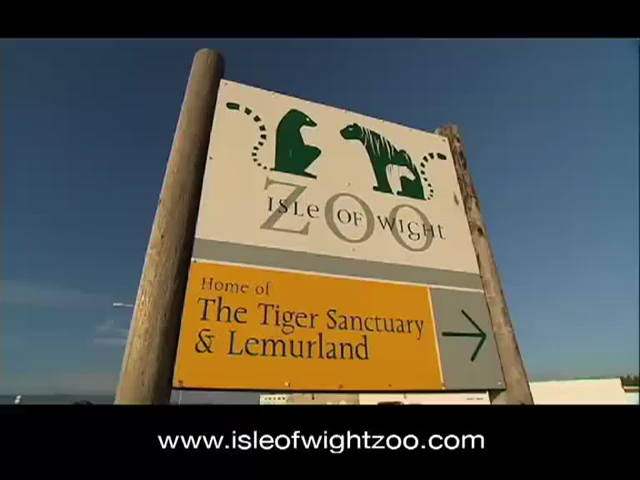 ZOO
ISLE OF WIGHT
Home of
The Tiger Sanctuary
& Lemurland
www.isleofwightzoo.com